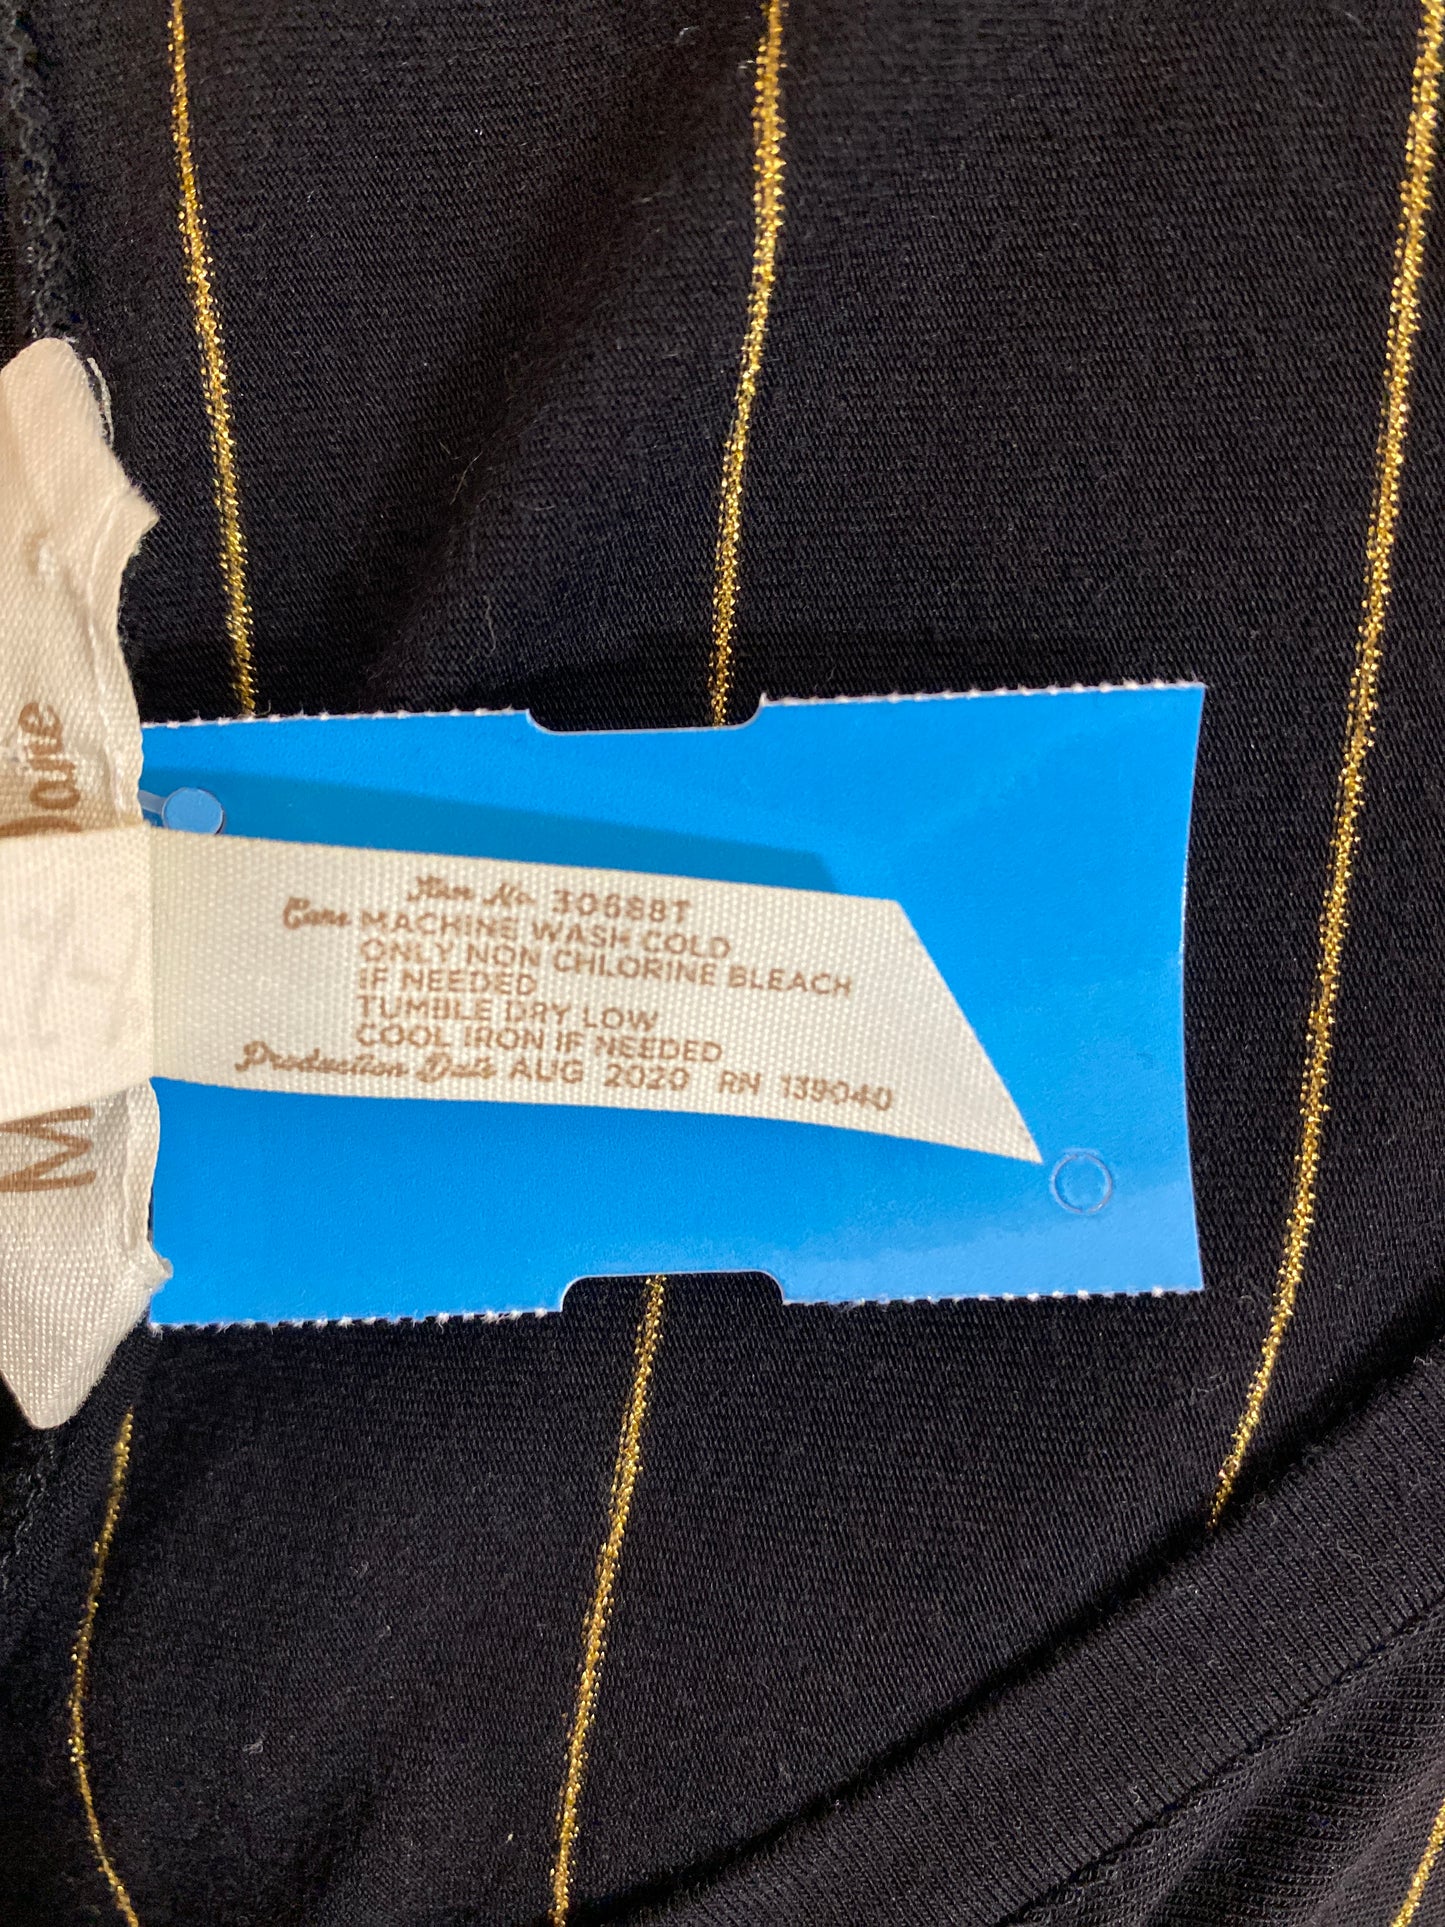 Item No. 30688T
Care MACHINE WASH COLD
ONLY NON CHLORINE BLEACH
IF NEEDED
TUMBLE DRY LOW
COOL IRON IF NEEDED
Production Date AUG 2020 RN 139040
M